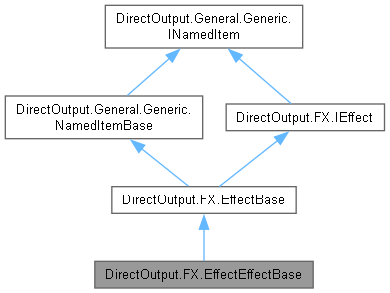 DirectOutput.General.Generic.
INamedItem
DirectOutput.General.Generic.
NamedItemBase
DirectOutput.FX.IEffect
DirectOutput.FX.EffectBase
DirectOutput.FX.EffectEffectBase